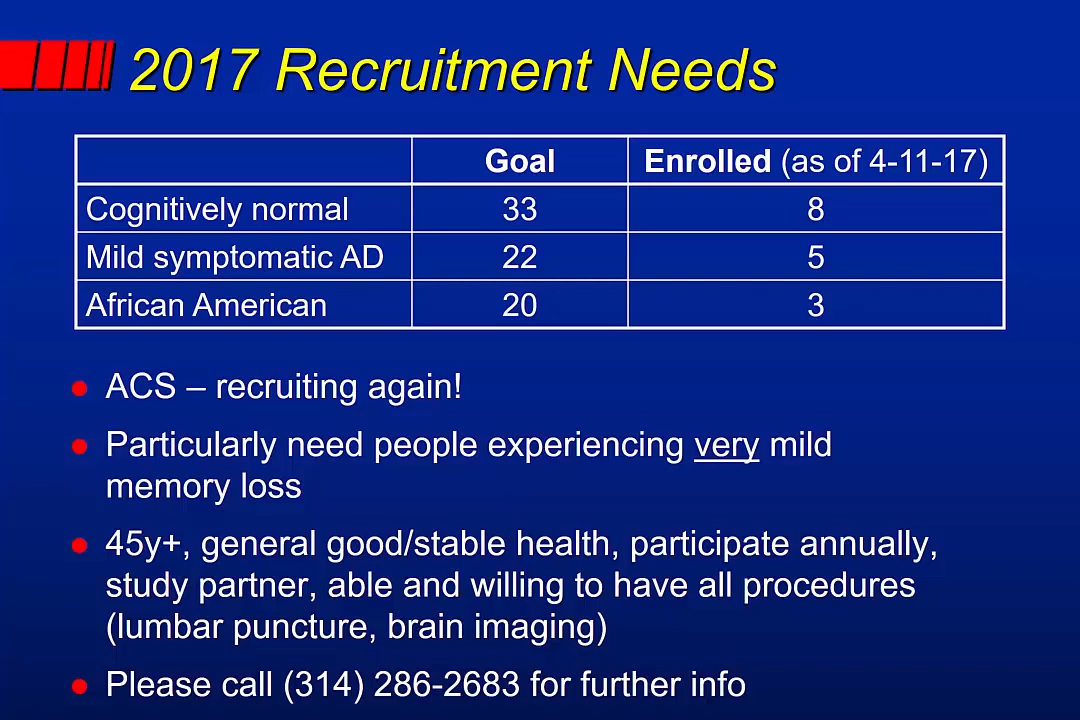 2017 Recruitment Needs
Goal Enrolled (as of 4-11-17)
Cognitively normal 33 8
Mild symptomatic AD 22 5
African American 20 3
ACS – recruiting again!
Particularly need people experiencing very mild
memory loss
45y+, general good/stable health, participate annually,
study partner, able and willing to have all procedures
(lumbar puncture, brain imaging)
Please call (314) 286-2683 for further info